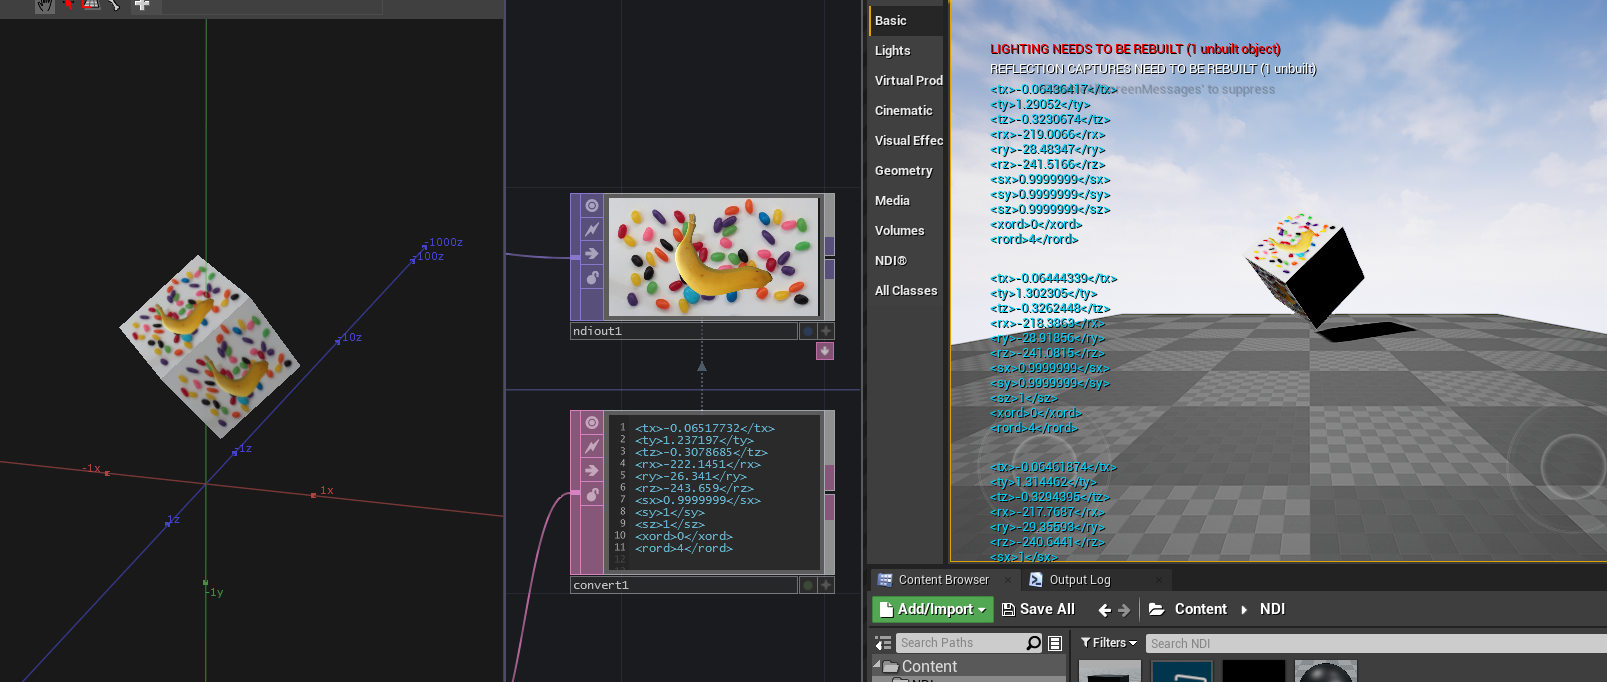 -1000z
-100z
-10z
-1z
-1x
1x
1z
-1y
ndiout1
1 <tx>-0.06517732</tx>
2 <ty>1.237197</ty>
3 <tz>-0.3078685</tz>
4 <rx>-222.1451</rx>
5 <ry>-26.341</ry>
6 <rz>-243.659</rz>
7 <sx>0.9999999</sx>
8 <sy>1</sy>
9 <sz>1</sz>
10 <xord>0</xord>
11 <rord>4</rord>
12
convert1
Basic
Lights
Virtual Prod
Cinematic
Visual Effec
Geometry
Media
Volumes
NDI®
All Classes
LIGHTING NEEDS TO BE REBUILT (1 unbuilt object)
REFLECTION CAPTURES NEED TO BE REBUILT (1 unbuilt)
<tx>-0.06436417</tx>
reenMessages' to suppress
<ty>1.29052</ty>
<tz>-0.3230674</tz>
<rx>-219.0066</rx>
<ry>-28.48347</ry>
<rz>-241.5166</rz>
<sx>0.9999999</sx>
<sy>0.9999999</sy>
<sz>0.9999999</sz>
<xord>0</xord>
<rord>4</rord>
<tx>-0.06444339</tx>
<ty>1.302305</ty>
<tz>-0.3262448</tz>
<rx>-218.3863</rx>
<ry>-28.91856</ry>
<rz>-241.0815</rz>
<sx>0.9999999</sx>
<sy>0.9999999</sy>
<sz>1</sz>
<xord>0</xord>
<rord>4</rord>
<tx>-0.06461874</tx>
<ty>1.314462</ty>
<tz>-0.3294395</tz>
<rx>-217.7687</rx>
<ry>-29.35593</ry>
<rz>-240.6441</rz>
<sx>1</sx>
Content Browser
Output Log
Add/Import
Save All
Content
NDI
Search Paths
Filters
Search NDI
Content